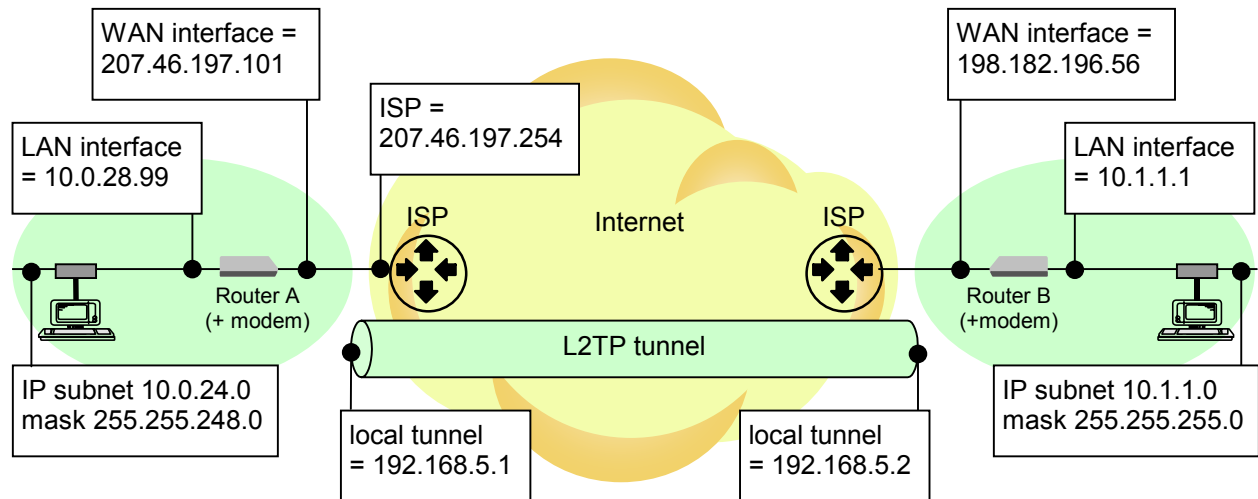 WAN interface =
207.46.197.101
WAN interface =
198.182.196.56
ISP =
207.46.197.254
LAN interface
= 10.0.28.99
LAN interface
= 10.1.1.1
ISP
Internet
ISP
Router A
(+ modem)
Router B
(+modem)
L2TP tunnel
IP subnet 10.0.24.0
mask 255.255.248.0
IP subnet 10.1.1.0
mask 255.255.255.0
local tunnel
= 192.168.5.1
local tunnel
= 192.168.5.2